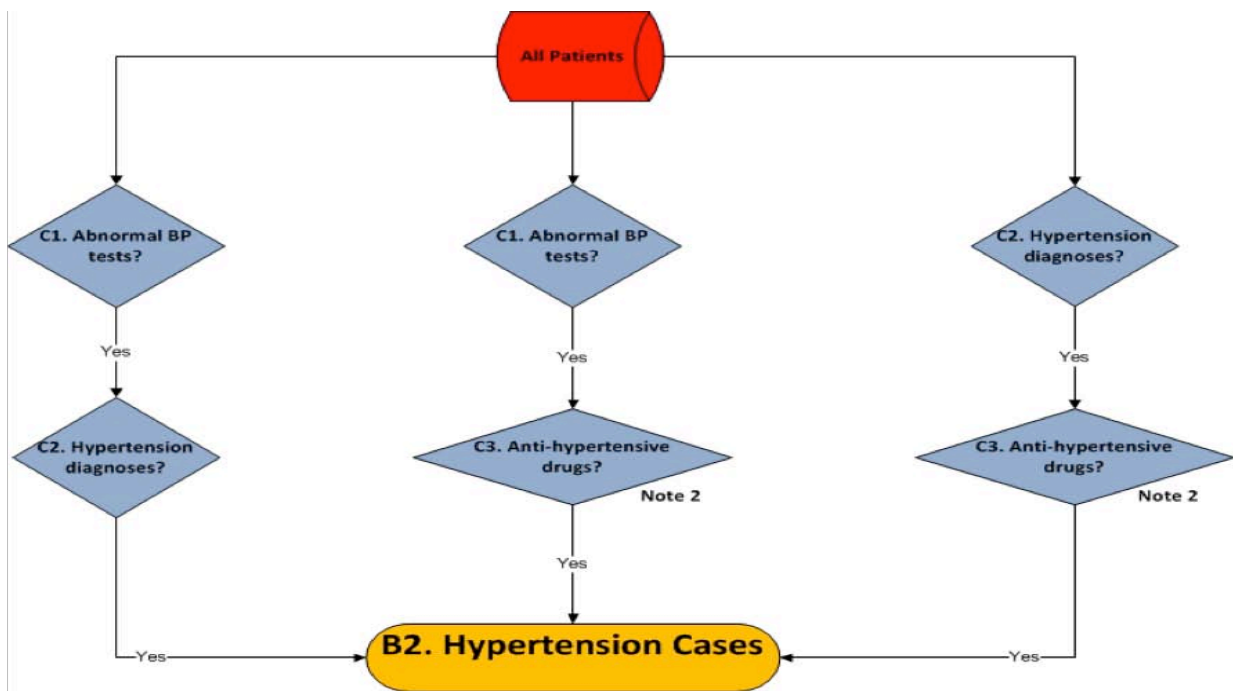 All Patients
C1. Abnormal BP
tests?
C1. Abnormal BP
tests?
C2. Hypertension
diagnoses?
Yes
Yes
Yes
C2. Hypertension
diagnoses?
C3. Anti-hypertensive
drugs?
Note 2
C3. Anti-hypertensive
drugs?
Note 2
Yes
Yes
Yes
B2. Hypertension Cases